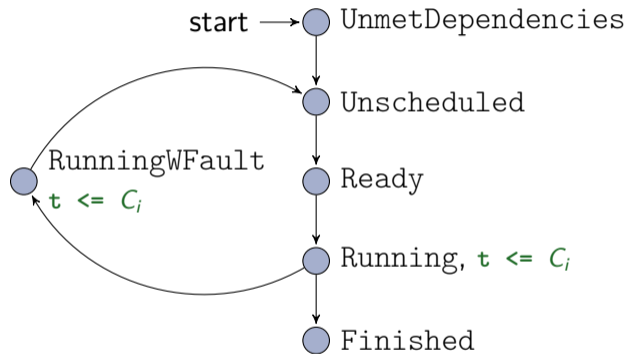 start
UnmetDependencies
Unscheduled
RunningWFault
t <= Cᵢ
Ready
Running, t <= Cᵢ
Finished